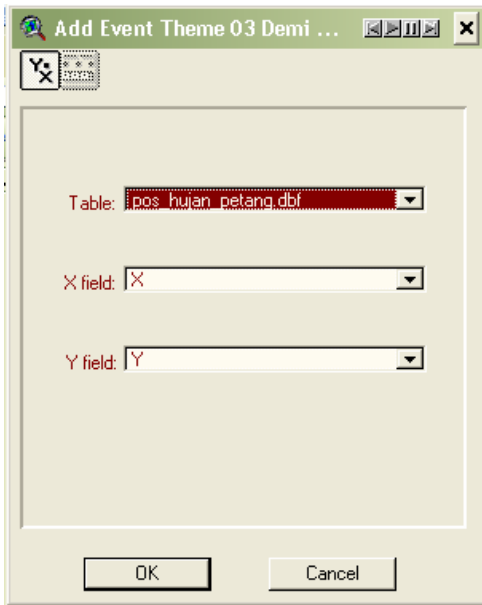 Add Event Theme 03 Demi ...
Y X
Table: pos_hujan_petang.dbf
X field: X
Y field: Y
OK Cancel